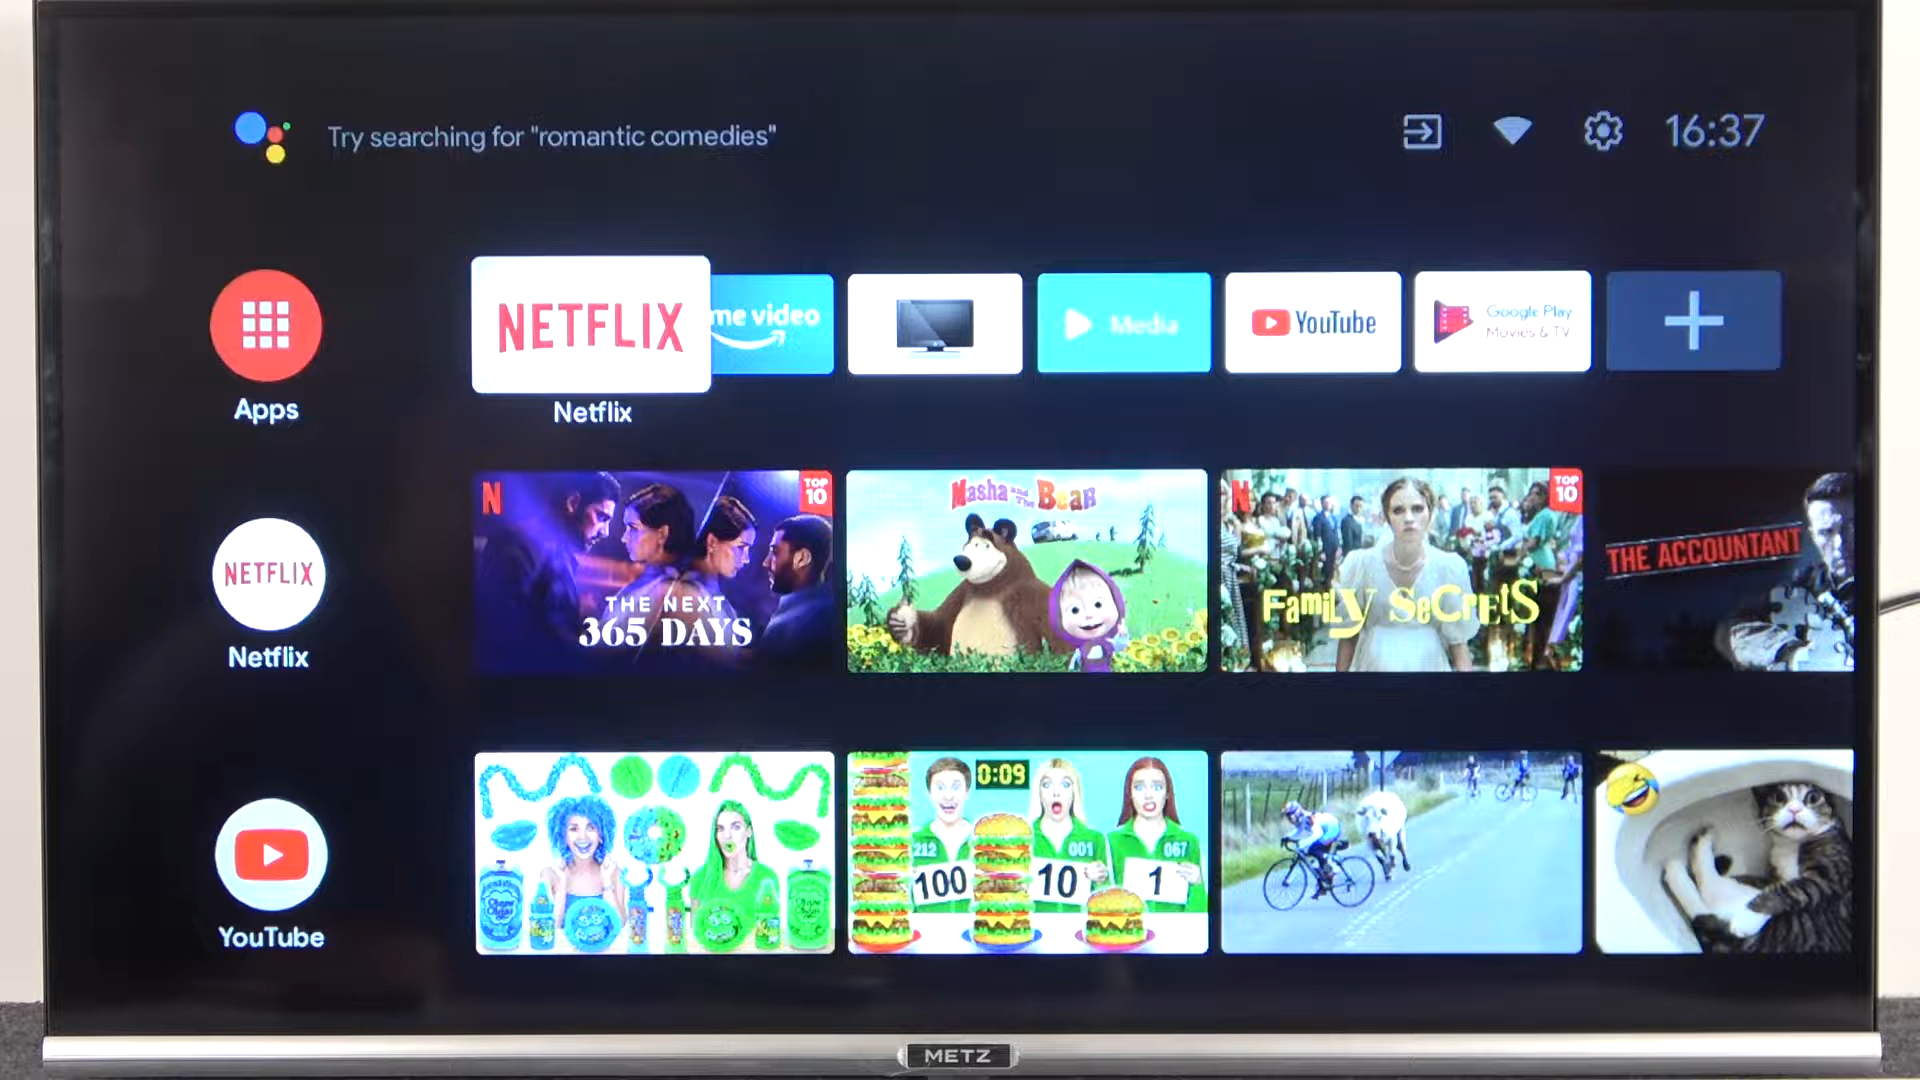 Try searching for "romantic comedies"
16:37
NETFLIX
me video
Media
YouTube
Google Play
Movies & TV
Apps
Netflix
N
TOP
10
THE NEXT
365 DAYS
Masha and The Bear
N
TOP
10
Family Secrets
THE ACCOUNTANT
NETFLIX
Netflix
0:09
212
001
067
100
10
1
YouTube
METZ